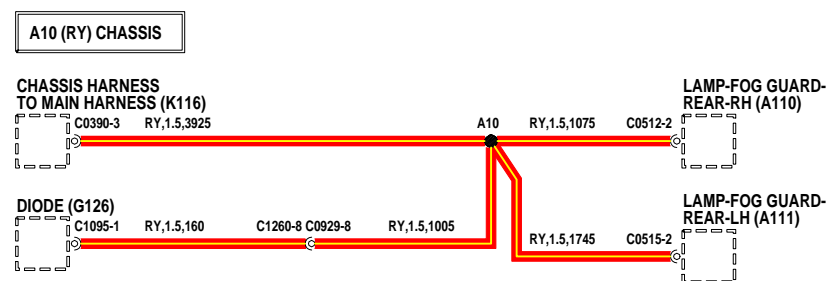 A10 (RY) CHASSIS
CHASSIS HARNESS
TO MAIN HARNESS (K116)
C0390-3 RY,1.5,3925 A10 RY,1.5,1075 C0512-2
LAMP-FOG GUARD-
REAR-RH (A110)
DIODE (G126)
C1095-1 RY,1.5,160 C1260-8 C0929-8 RY,1.5,1005
RY,1.5,1745 C0515-2
LAMP-FOG GUARD-
REAR-LH (A111)